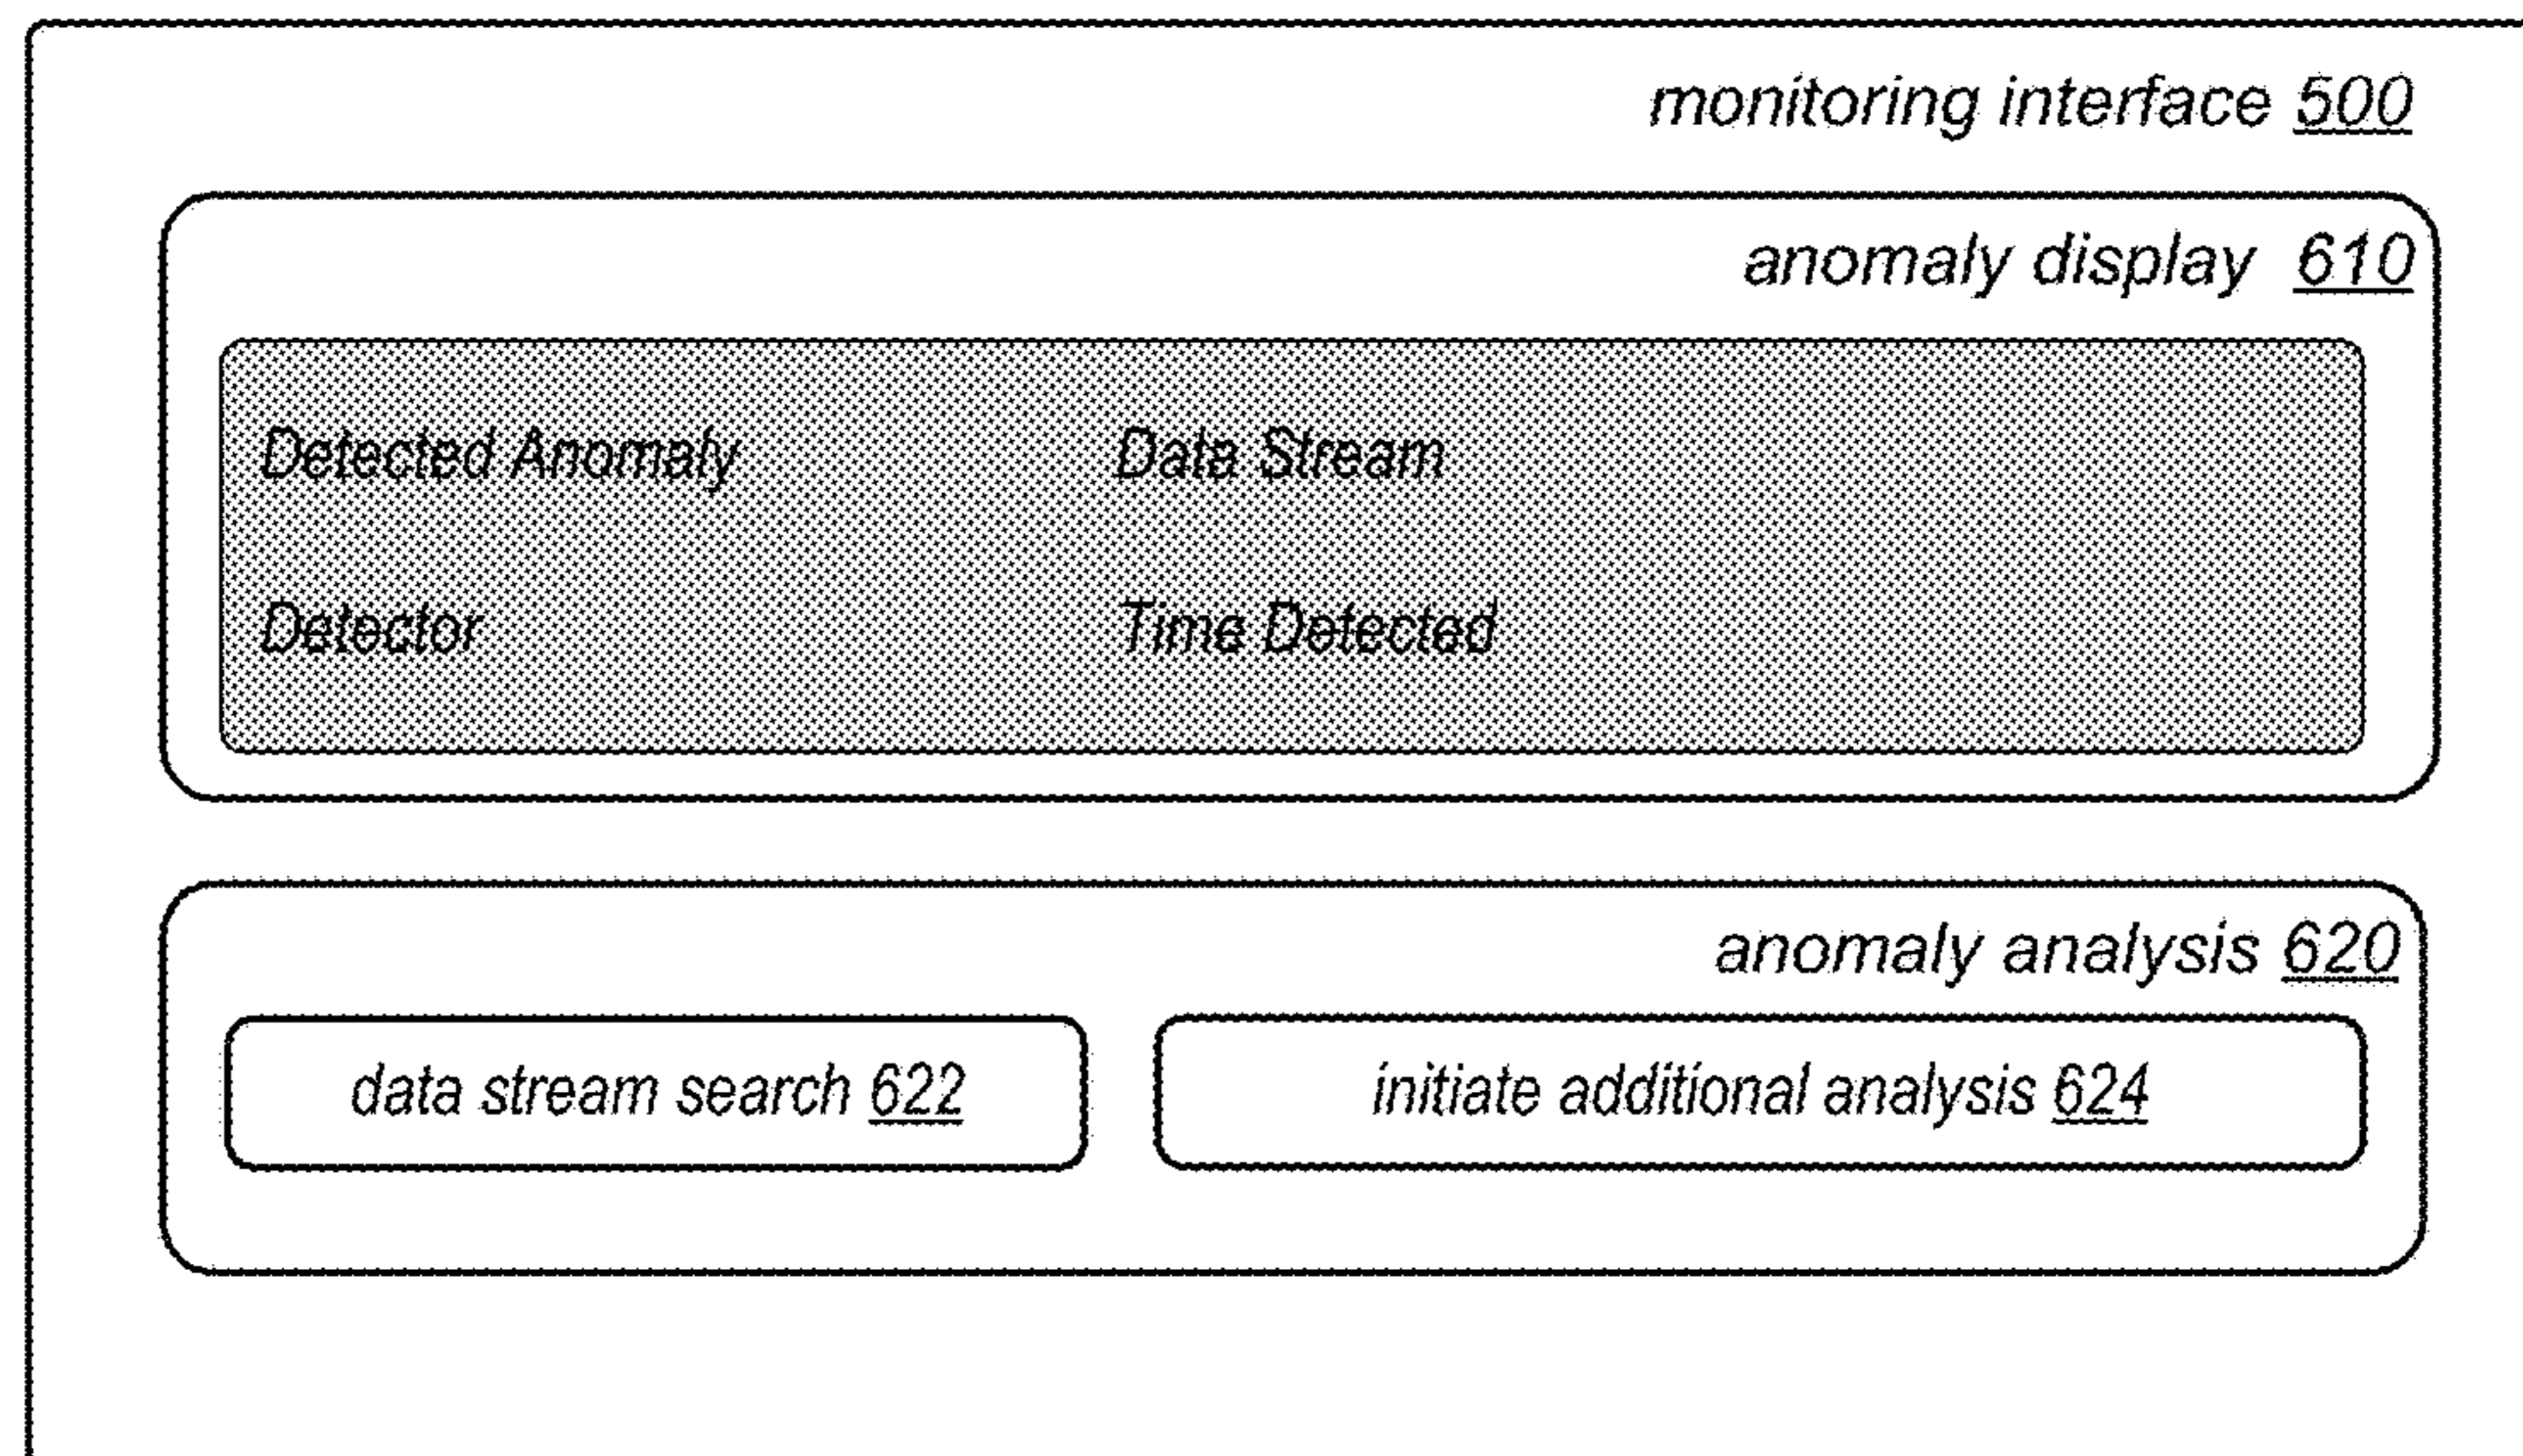 monitoring interface 500
anomaly display 610
Detected Anomaly Data Stream
Detector Time Detected
anomaly analysis 620
data stream search 622 initiate additional analysis 624